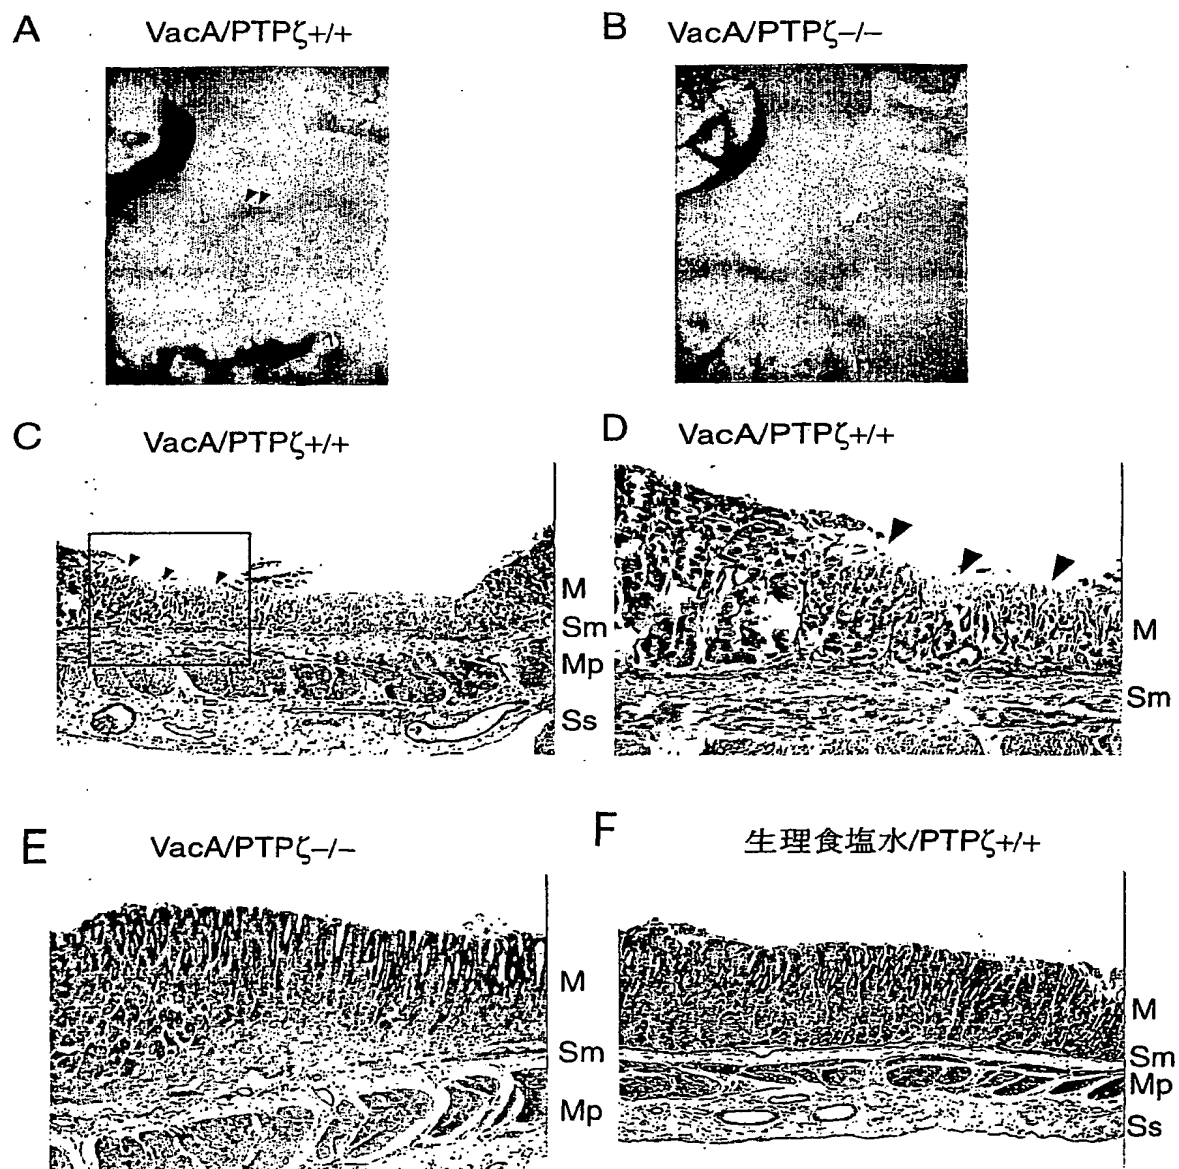 A
VacA/PTPζ+/+
B
VacA/PTPζ−/−
C
VacA/PTPζ+/+
M
Sm
Mp
Ss
D
VacA/PTPζ+/+
M
Sm
E
VacA/PTPζ−/−
M
Sm
Mp
F
生理食塩水/PTPζ+/+
M
Sm
Mp
Ss